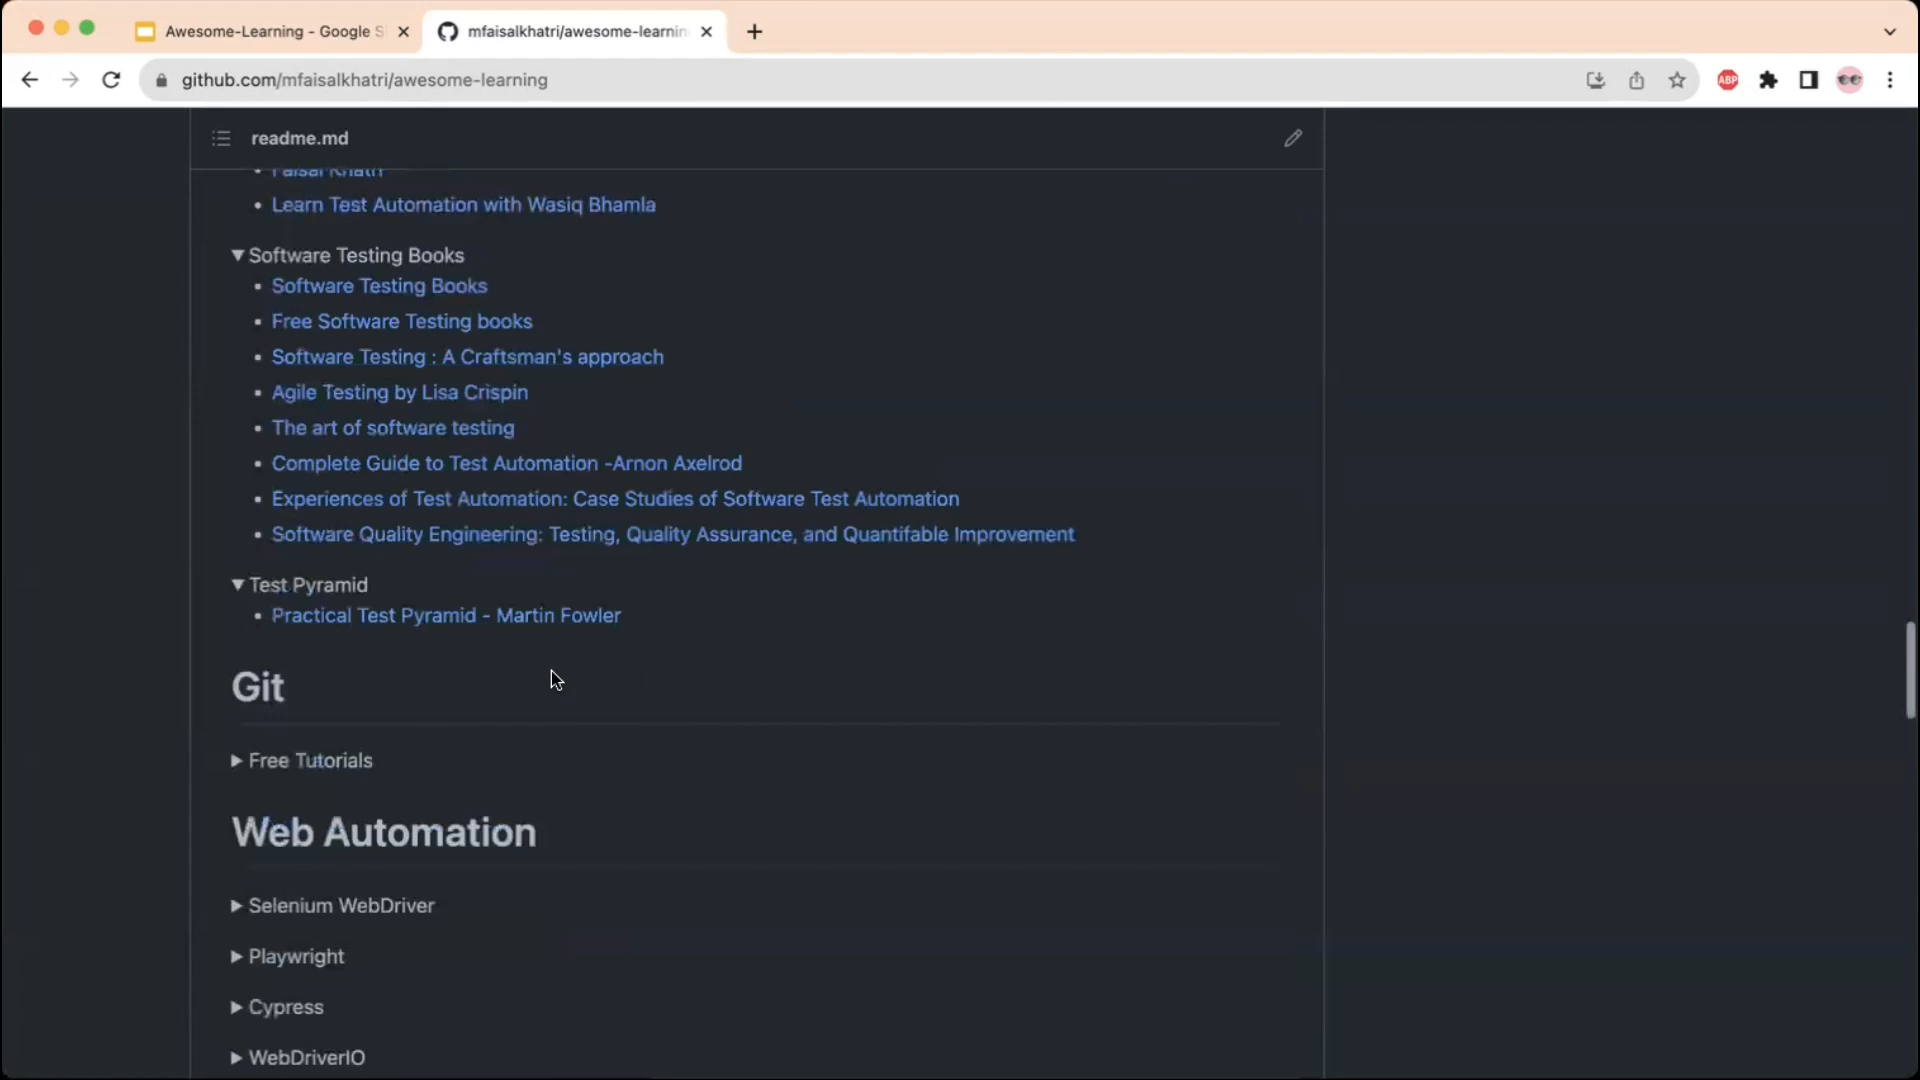 Awesome-Learning - Google S
mfaisalkhatri/awesome-learnin
github.com/mfaisalkhatri/awesome-learning
ABP
readme.md
Faisal Khatri
Learn Test Automation with Wasiq Bhamla
Software Testing Books
Software Testing Books
Free Software Testing books
Software Testing : A Craftsman's approach
Agile Testing by Lisa Crispin
The art of software testing
Complete Guide to Test Automation -Arnon Axelrod
Experiences of Test Automation: Case Studies of Software Test Automation
Software Quality Engineering: Testing, Quality Assurance, and Quantifable Improvement
Test Pyramid
Practical Test Pyramid - Martin Fowler
Git
Free Tutorials
Web Automation
Selenium WebDriver
Playwright
Cypress
WebDriverIO